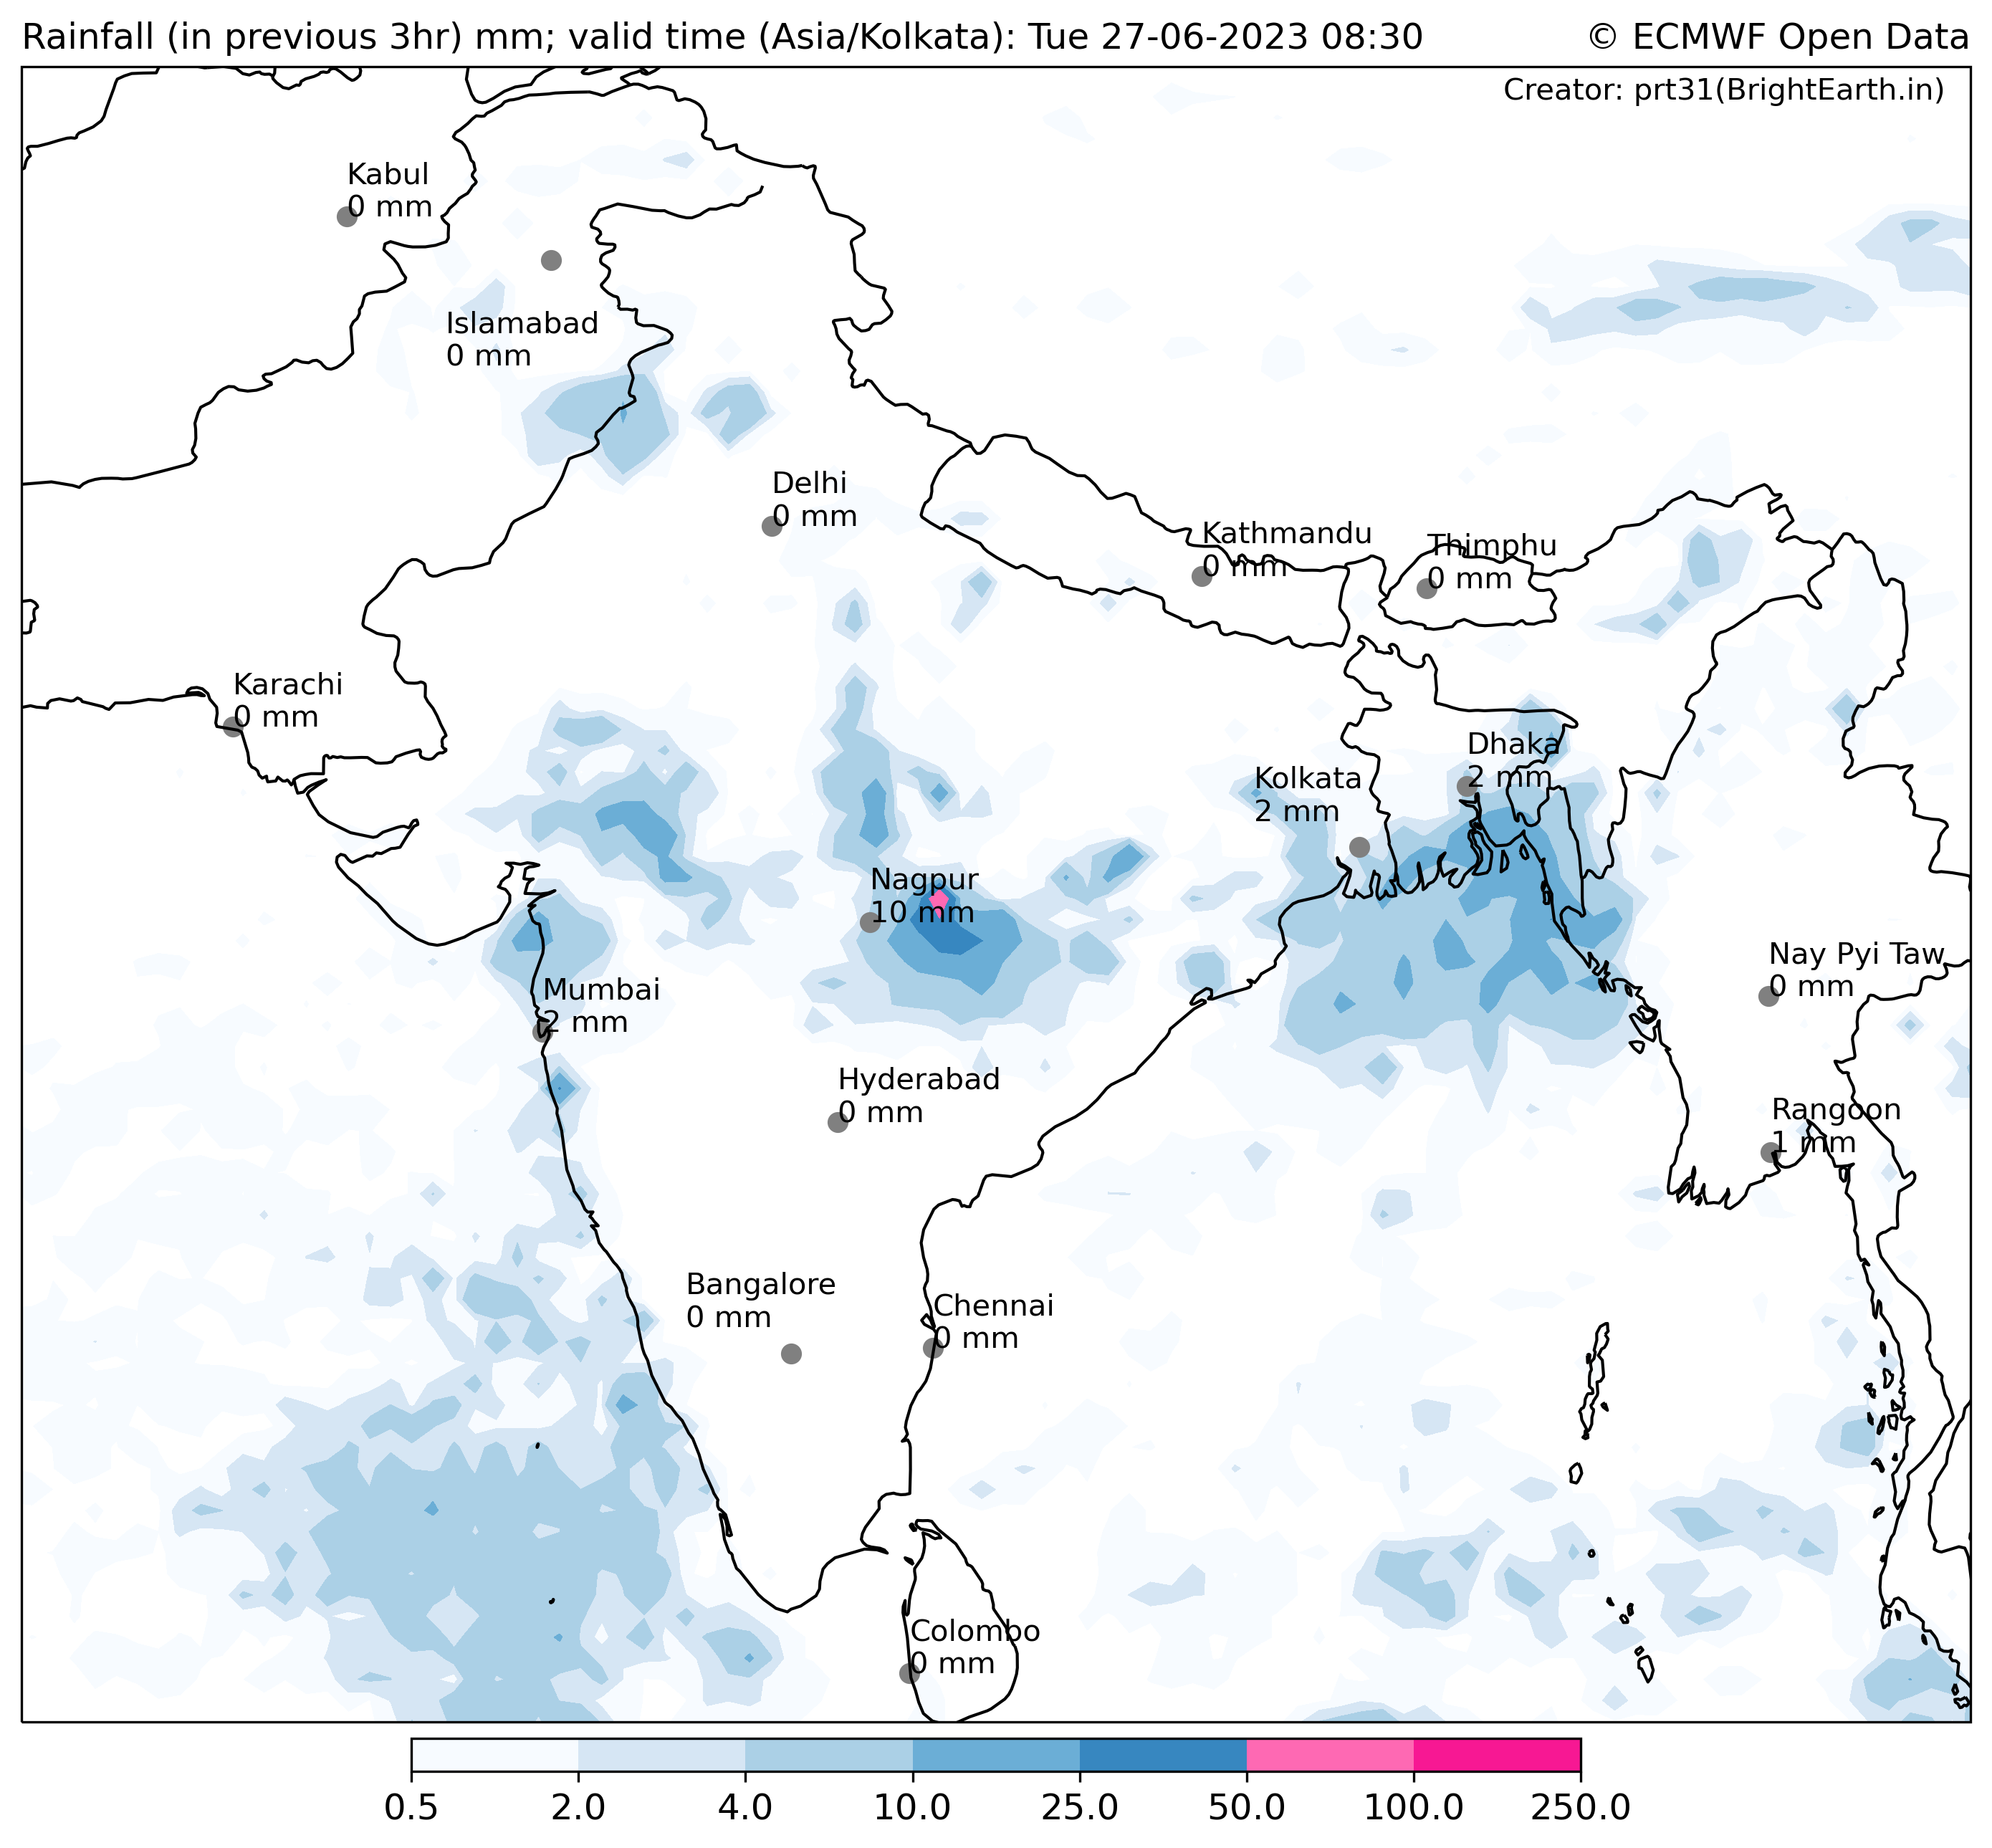 Rainfall (in previous 3hr) mm; valid time (Asia/Kolkata): Tue 27-06-2023 08:30
© ECMWF Open Data
Creator: prt31(BrightEarth.in)
Kabul
0 mm
Islamabad
0 mm
Delhi
0 mm
Kathmandu
0 mm
Thimphu
0 mm
Karachi
0 mm
Dhaka
2 mm
Kolkata
2 mm
Nagpur
10 mm
Nay Pyi Taw
0 mm
Mumbai
2 mm
Hyderabad
0 mm
Rangoon
1 mm
Bangalore
0 mm
Chennai
0 mm
Colombo
0 mm
0.5 2.0 4.0 10.0 25.0 50.0 100.0 250.0